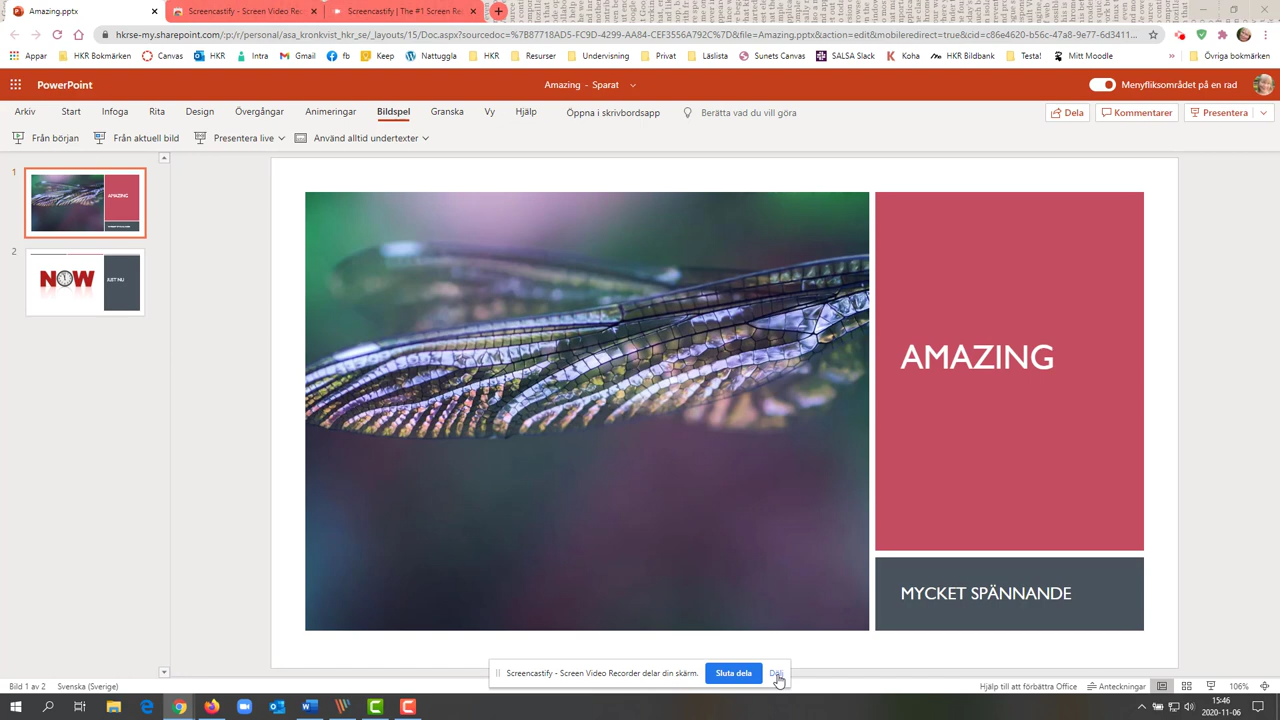 Amazing.pptx
Screencastify - Screen Video Rec
Screencastify | The #1 Screen Re
hkrse-my.sharepoint.com/:p:/r/personal/asa_kronkvist_hkr_se/_layouts/15/Doc.aspx?sourcedoc=%7B87718AD5-FC9D-4299-AA84-CEF3556A792C%7D&file=Amazing.pptx&action=edit&mobileredirect=true&cid=c86e4620-b56c-47a8-9e77-6d3411...
Appar
HKR Bokmärken
Canvas
HKR
Intra
Gmail
fb
Keep
Nattuggla
HKR
Resurser
Undervisning
Privat
Läslista
Sunets Canvas
SALSA Slack
Koha
HKR Bildbank
Testa!
Mitt Moodle
»
Övriga bokmärken
PowerPoint
Amazing - Sparat
Menyfliksområdet på en rad
Arkiv
Start
Infoga
Rita
Design
Övergångar
Animeringar
Bildspel
Granska
Vy
Hjälp
Öppna i skrivbordsapp
Berätta vad du vill göra
Dela
Kommentarer
Presentera
Från början
Från aktuell bild
Presentera live
Använd alltid undertexter
1
AMAZING
2
NOW
JUST NU
AMAZING
MYCKET SPÄNNANDE
Screencastify - Screen Video Recorder delar din skärm.
Sluta dela
Dölj
Bild 1 av 2
Svenska (Sverige)
Hjälp till att förbättra Office
Anteckningar
106%
15:46
2020-11-06